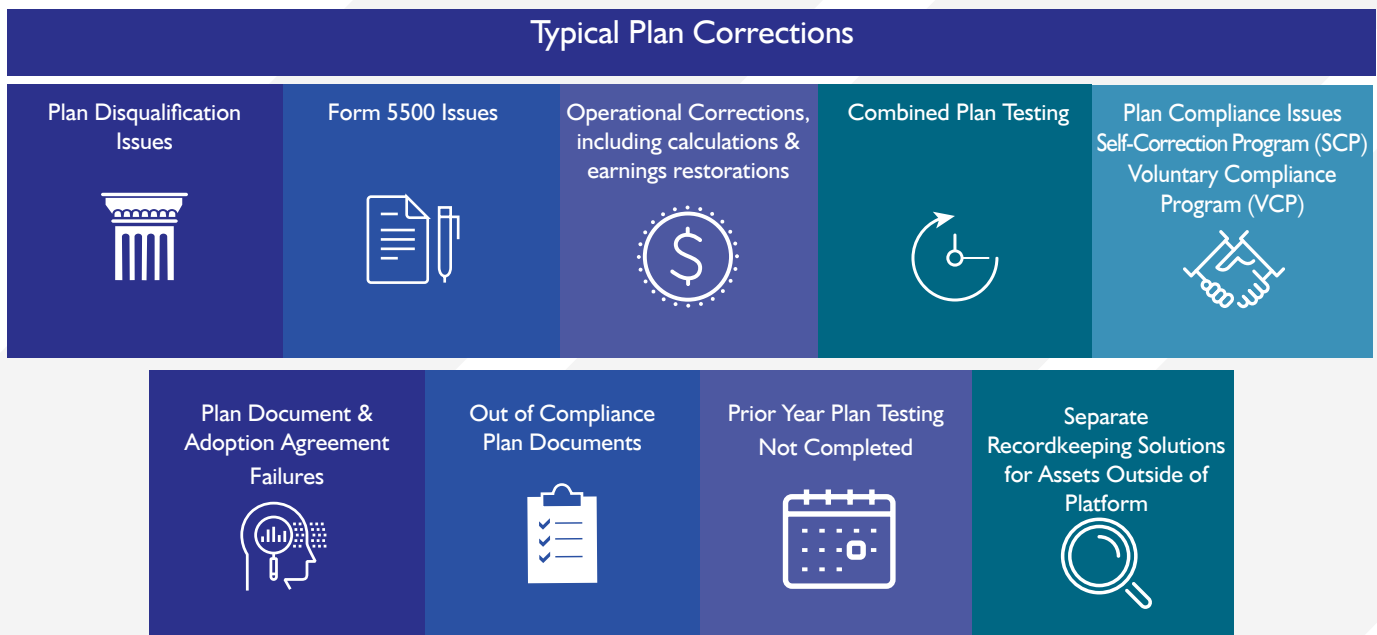 Typical Plan Corrections
Plan Disqualification
Issues
Form 5500 Issues
Operational Corrections,
including calculations &
earnings restorations
Combined Plan Testing
Plan Compliance Issues
Self-Correction Program (SCP)
Voluntary Compliance
Program (VCP)
Plan Document &
Adoption Agreement
Failures
Out of Compliance
Plan Documents
Prior Year Plan Testing
Not Completed
Separate
Recordkeeping Solutions
for Assets Outside of
Platform